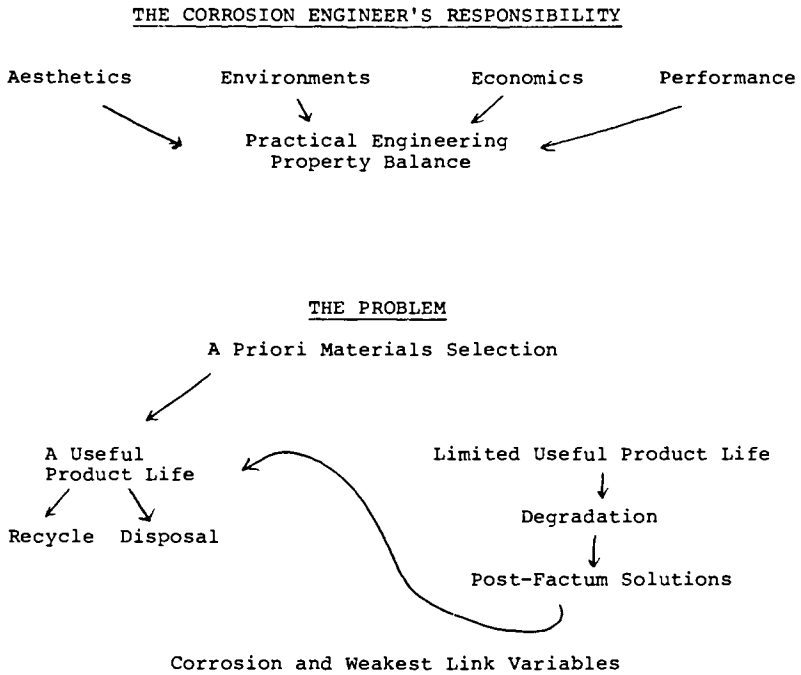 THE CORROSION ENGINEER'S RESPONSIBILITY
Aesthetics Environments Economics Performance
Practical Engineering
Property Balance
THE PROBLEM
A Priori Materials Selection
A Useful
Product Life
Limited Useful Product Life
Degradation
Recycle Disposal
Post-Factum Solutions
Corrosion and Weakest Link Variables